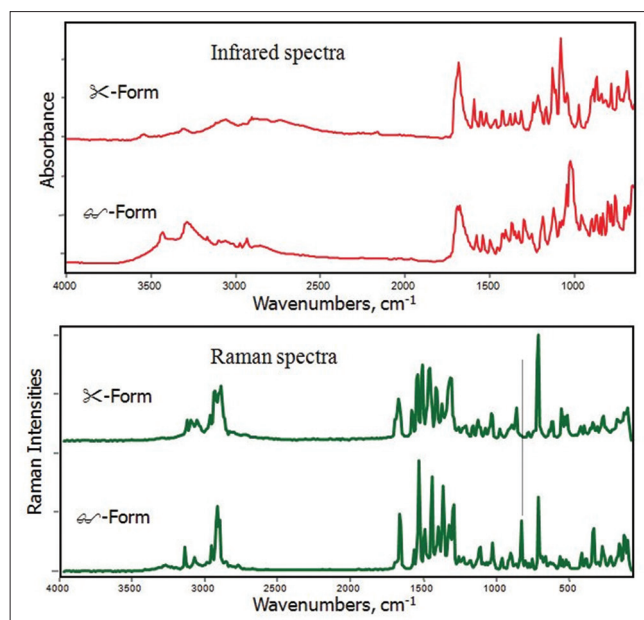 Infrared spectra
Absorbance
-Form
-Form
4000 3500 3000 2500 2000 1500 1000
Wavenumbers, cm⁻¹
Raman spectra
Raman Intensities
-Form
-Form
4000 3500 3000 2500 2000 1500 1000 500
Wavenumbers, cm⁻¹